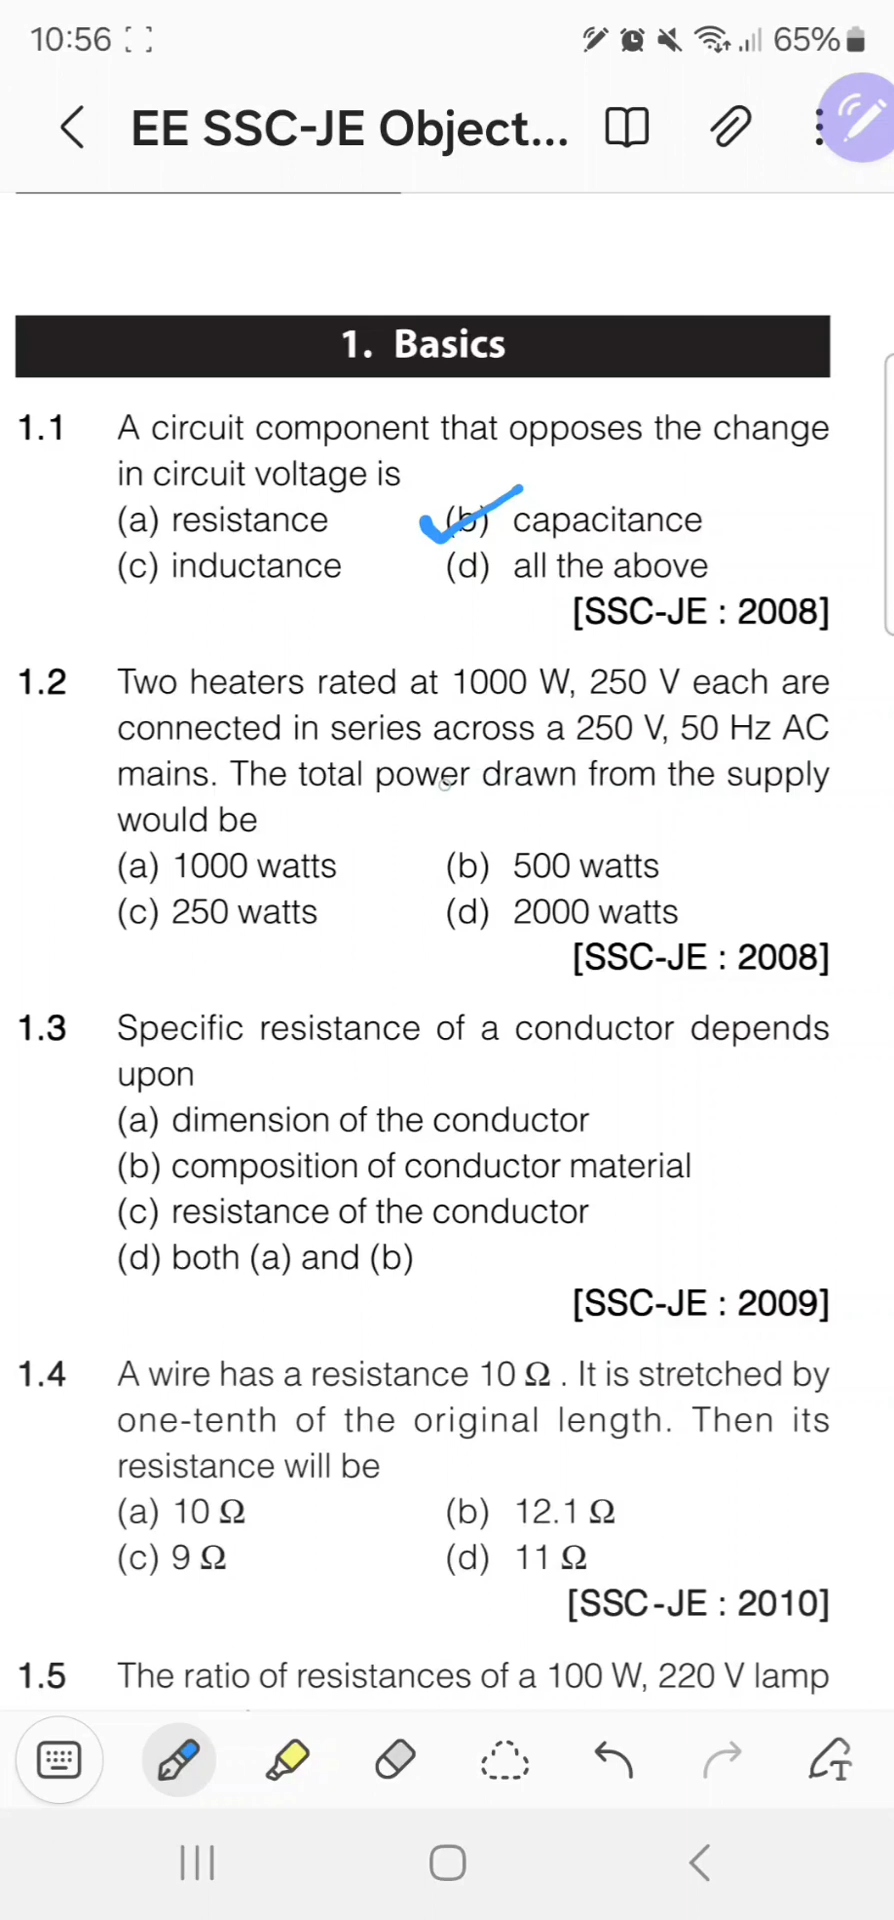 10:56 65%
EE SSC-JE Object...
1. Basics
1.1 A circuit component that opposes the change
in circuit voltage is
(a) resistance (b) capacitance
(c) inductance (d) all the above
[SSC-JE : 2008]
1.2 Two heaters rated at 1000 W, 250 V each are
connected in series across a 250 V, 50 Hz AC
mains. The total power drawn from the supply
would be
(a) 1000 watts (b) 500 watts
(c) 250 watts (d) 2000 watts
[SSC-JE : 2008]
1.3 Specific resistance of a conductor depends
upon
(a) dimension of the conductor
(b) composition of conductor material
(c) resistance of the conductor
(d) both (a) and (b)
[SSC-JE : 2009]
1.4 A wire has a resistance 10 Ω . It is stretched by
one-tenth of the original length. Then its
resistance will be
(a) 10 Ω (b) 12.1 Ω
(c) 9 Ω (d) 11 Ω
[SSC-JE : 2010]
1.5 The ratio of resistances of a 100 W, 220 V lamp
T